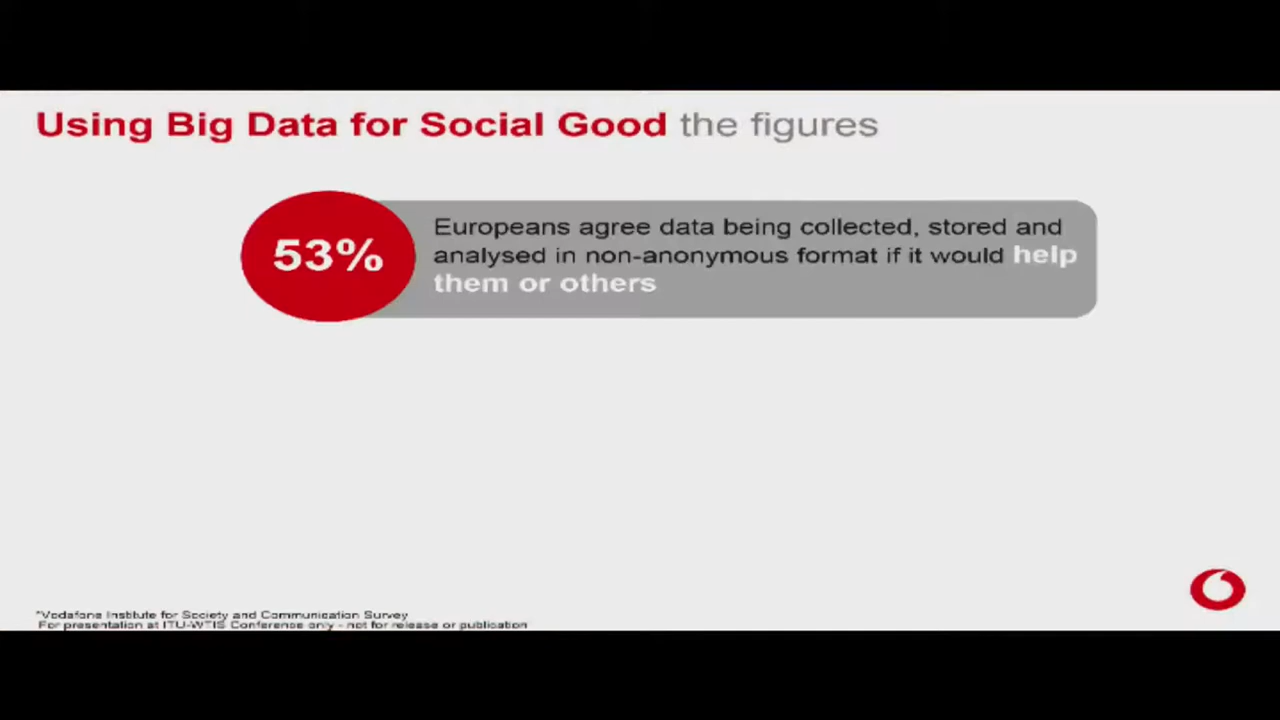 Using Big Data for Social Good the figures
53%
Europeans agree data being collected, stored and
analysed in non-anonymous format if it would help
them or others
*Vodafone Institute for Society and Communication Survey
For presentation at ITU-WTIS Conference only - not for release or publication